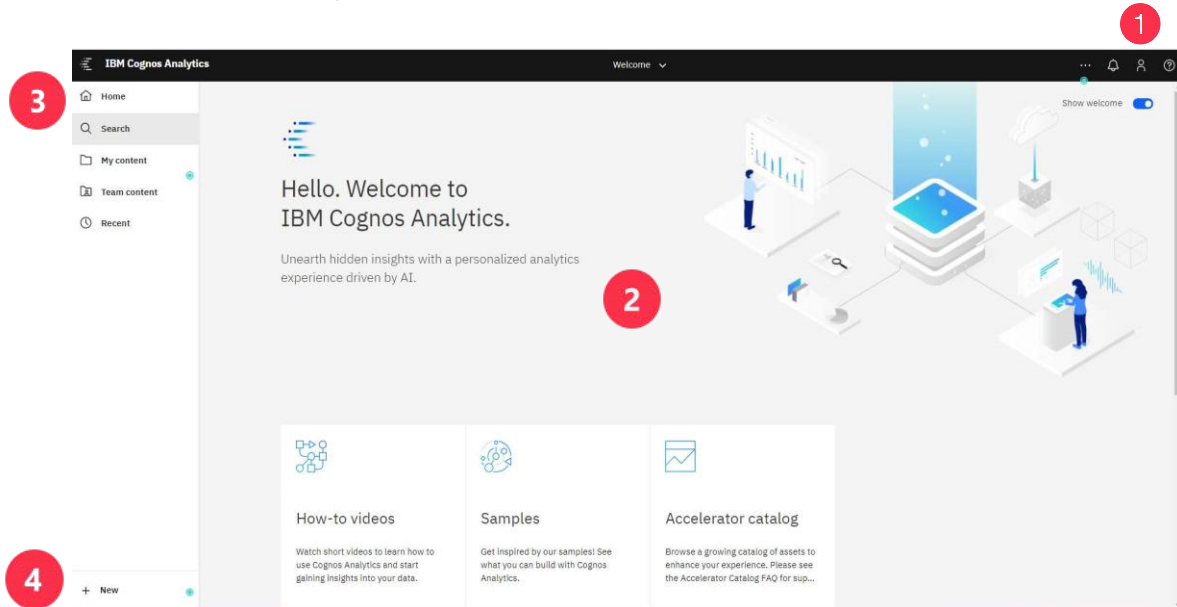 1
IBM Cognos Analytics
Welcome
3
Home
Show welcome
Search
My content
Team content
Recent
Hello. Welcome to
IBM Cognos Analytics.
Unearth hidden insights with a personalized analytics
experience driven by AI.
2
How-to videos
Watch short videos to learn how to
use Cognos Analytics and start
gaining insights into your data.
Samples
Get inspired by our samples! See
what you can build with Cognos
Analytics.
Accelerator catalog
Browse a growing catalog of assets to
enhance your experience. Please see
the Accelerator Catalog FAQ for sup...
4
+ New